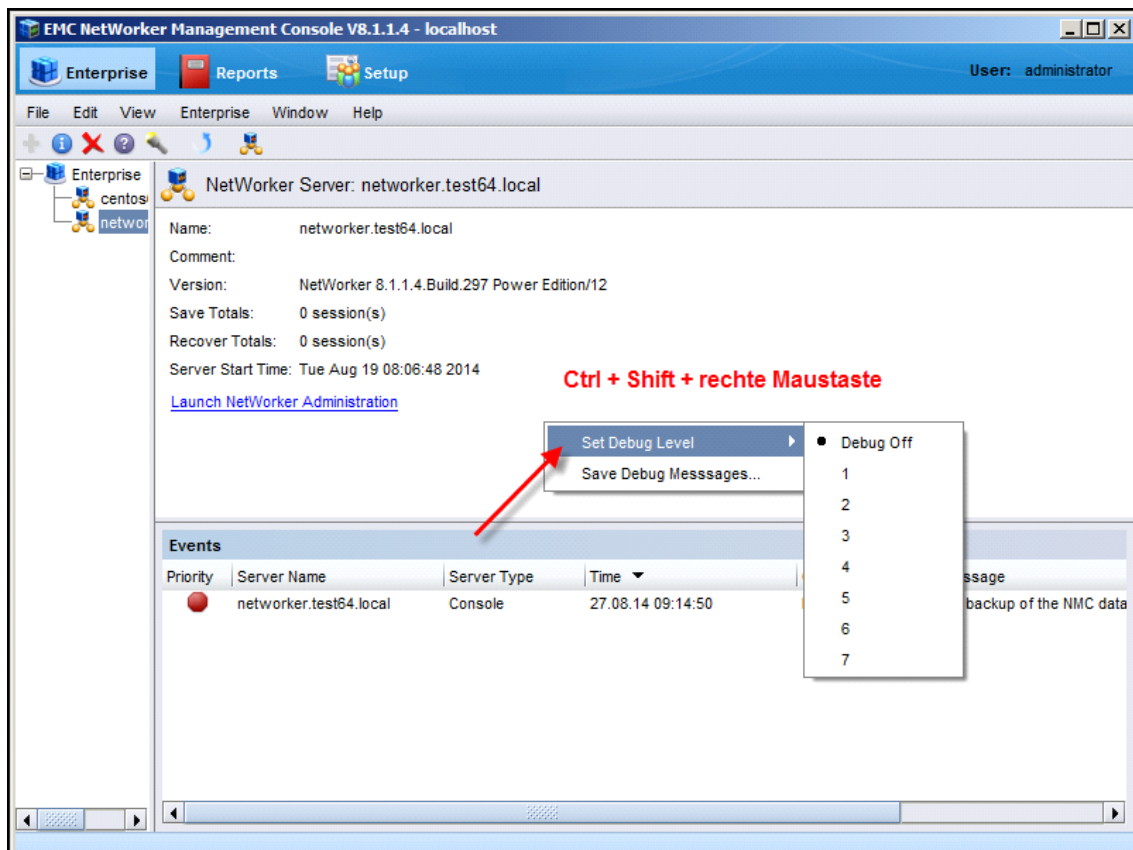 EMC NetWorker Management Console V8.1.1.4 - localhost
Enterprise Reports Setup User: administrator
File Edit View Enterprise Window Help
Enterprise
centos
networ
NetWorker Server: networker.test64.local
Name: networker.test64.local
Comment:
Version: NetWorker 8.1.1.4.Build.297 Power Edition/12
Save Totals: 0 session(s)
Recover Totals: 0 session(s)
Server Start Time: Tue Aug 19 08:06:48 2014
Launch NetWorker Administration
Ctrl + Shift + rechte Maustaste
Set Debug Level
Save Debug Messsages...
Debug Off
1
2
3
4
5
6
7
Events
Priority Server Name Server Type Time ssage
networker.test64.local Console 27.08.14 09:14:50 backup of the NMC data